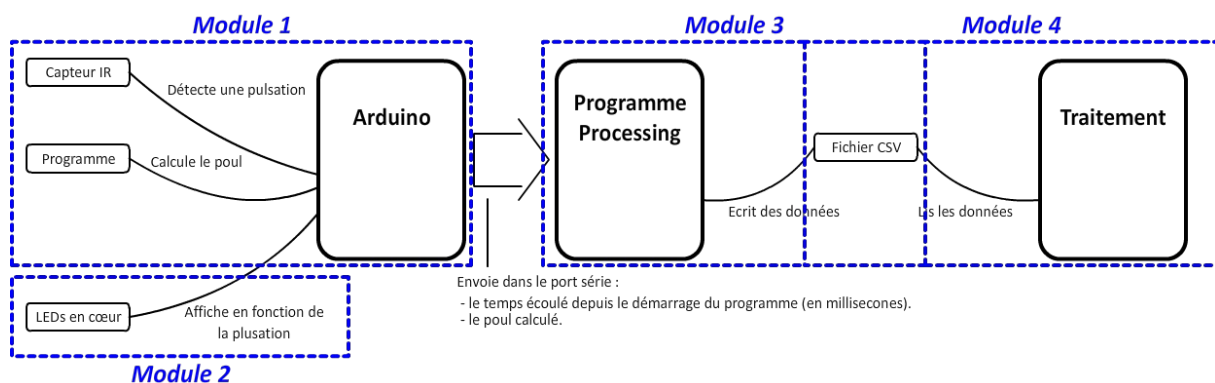 Module 1
Module 3
Module 4
Capteur IR
Détecte une pulsation
Arduino
Programme
Calcule le poul
Programme
Processing
Fichier CSV
Traitement
Ecrit des données
Lis les données
LEDs en cœur
Affiche en fonction de
la plusation
Module 2
Envoie dans le port série :
- le temps écoulé depuis le démarrage du programme (en millisecones).
- le poul calculé.